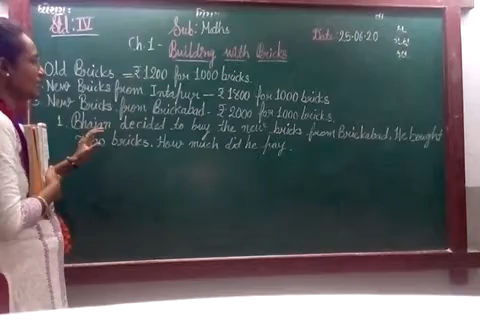 Std: IV
Sub: Maths
Date: 25-06-20
Ch.1- Building with Bricks
Old Bricks = ₹1200 for 1000 bricks.
New Bricks from Intapur - ₹1800 for 1000 bricks
New Bricks from Brickabad - ₹2000 for 1000 bricks.
1. Bhajan decided to buy the new bricks from Brickabad. He bought
bricks. How much did he pay.